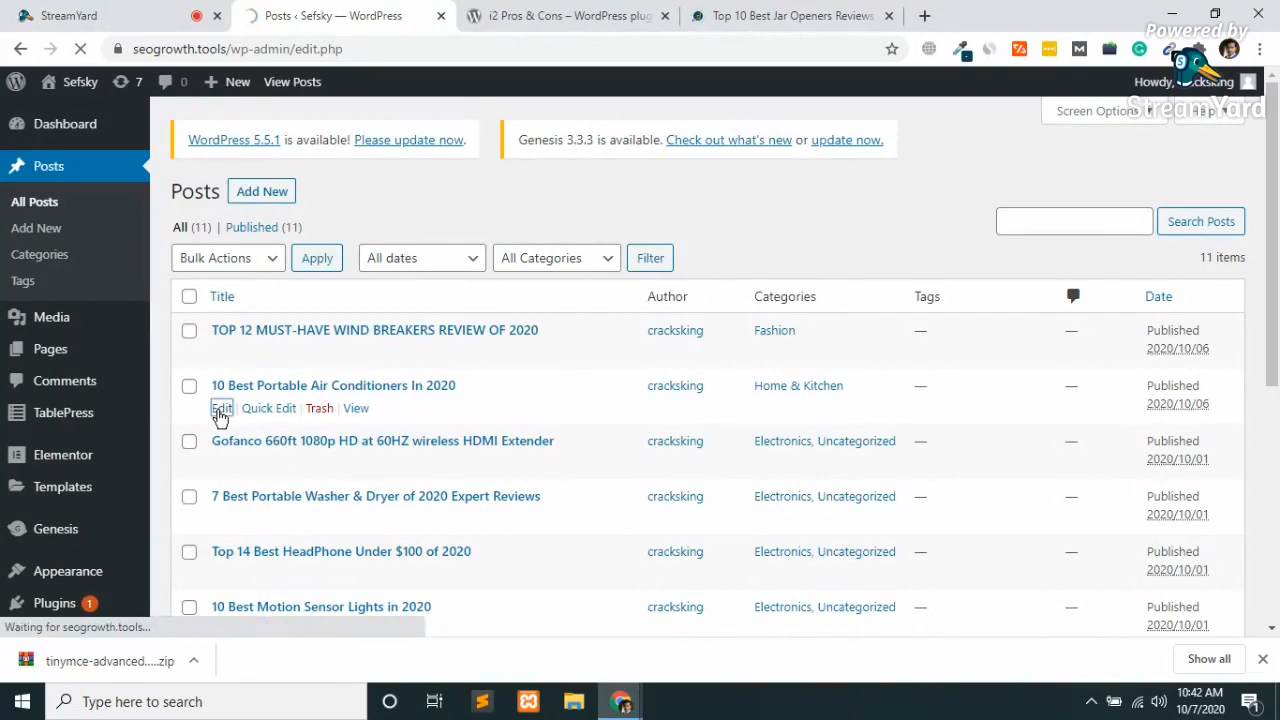 StreamYard
Posts ‹ Sefsky — WordPress
i2 Pros & Cons – WordPress plug
Top 10 Best Jar Openers Reviews
seogrowth.tools/wp-admin/edit.php
Powered by
StreamYard
Sefsky
7
0
New
View Posts
Howdy, cracksking
Screen Options
Help
Dashboard
Posts
All Posts
Add New
Categories
Tags
Media
Pages
Comments
TablePress
Elementor
Templates
Genesis
Appearance
Plugins 1
WordPress 5.5.1 is available! Please update now.
Genesis 3.3.3 is available. Check out what's new or update now.
Posts Add New
All (11) | Published (11)
Search Posts
Bulk Actions Apply All dates All Categories Filter 11 items
Title Author Categories Tags Date
TOP 12 MUST-HAVE WIND BREAKERS REVIEW OF 2020 cracksking Fashion — — Published
2020/10/06
10 Best Portable Air Conditioners In 2020 cracksking Home & Kitchen — — Published
2020/10/06
Edit | Quick Edit | Trash | View
Gofanco 660ft 1080p HD at 60HZ wireless HDMI Extender cracksking Electronics, Uncategorized — — Published
2020/10/01
7 Best Portable Washer & Dryer of 2020 Expert Reviews cracksking Electronics, Uncategorized — — Published
2020/10/01
Top 14 Best HeadPhone Under $100 of 2020 cracksking Electronics, Uncategorized — — Published
2020/10/01
10 Best Motion Sensor Lights in 2020 cracksking Electronics, Uncategorized — — Published
2020/10/01
Waiting for seogrowth.tools...
tinymce-advanced.....zip
Show all
Type here to search
10:42 AM
10/7/2020
1